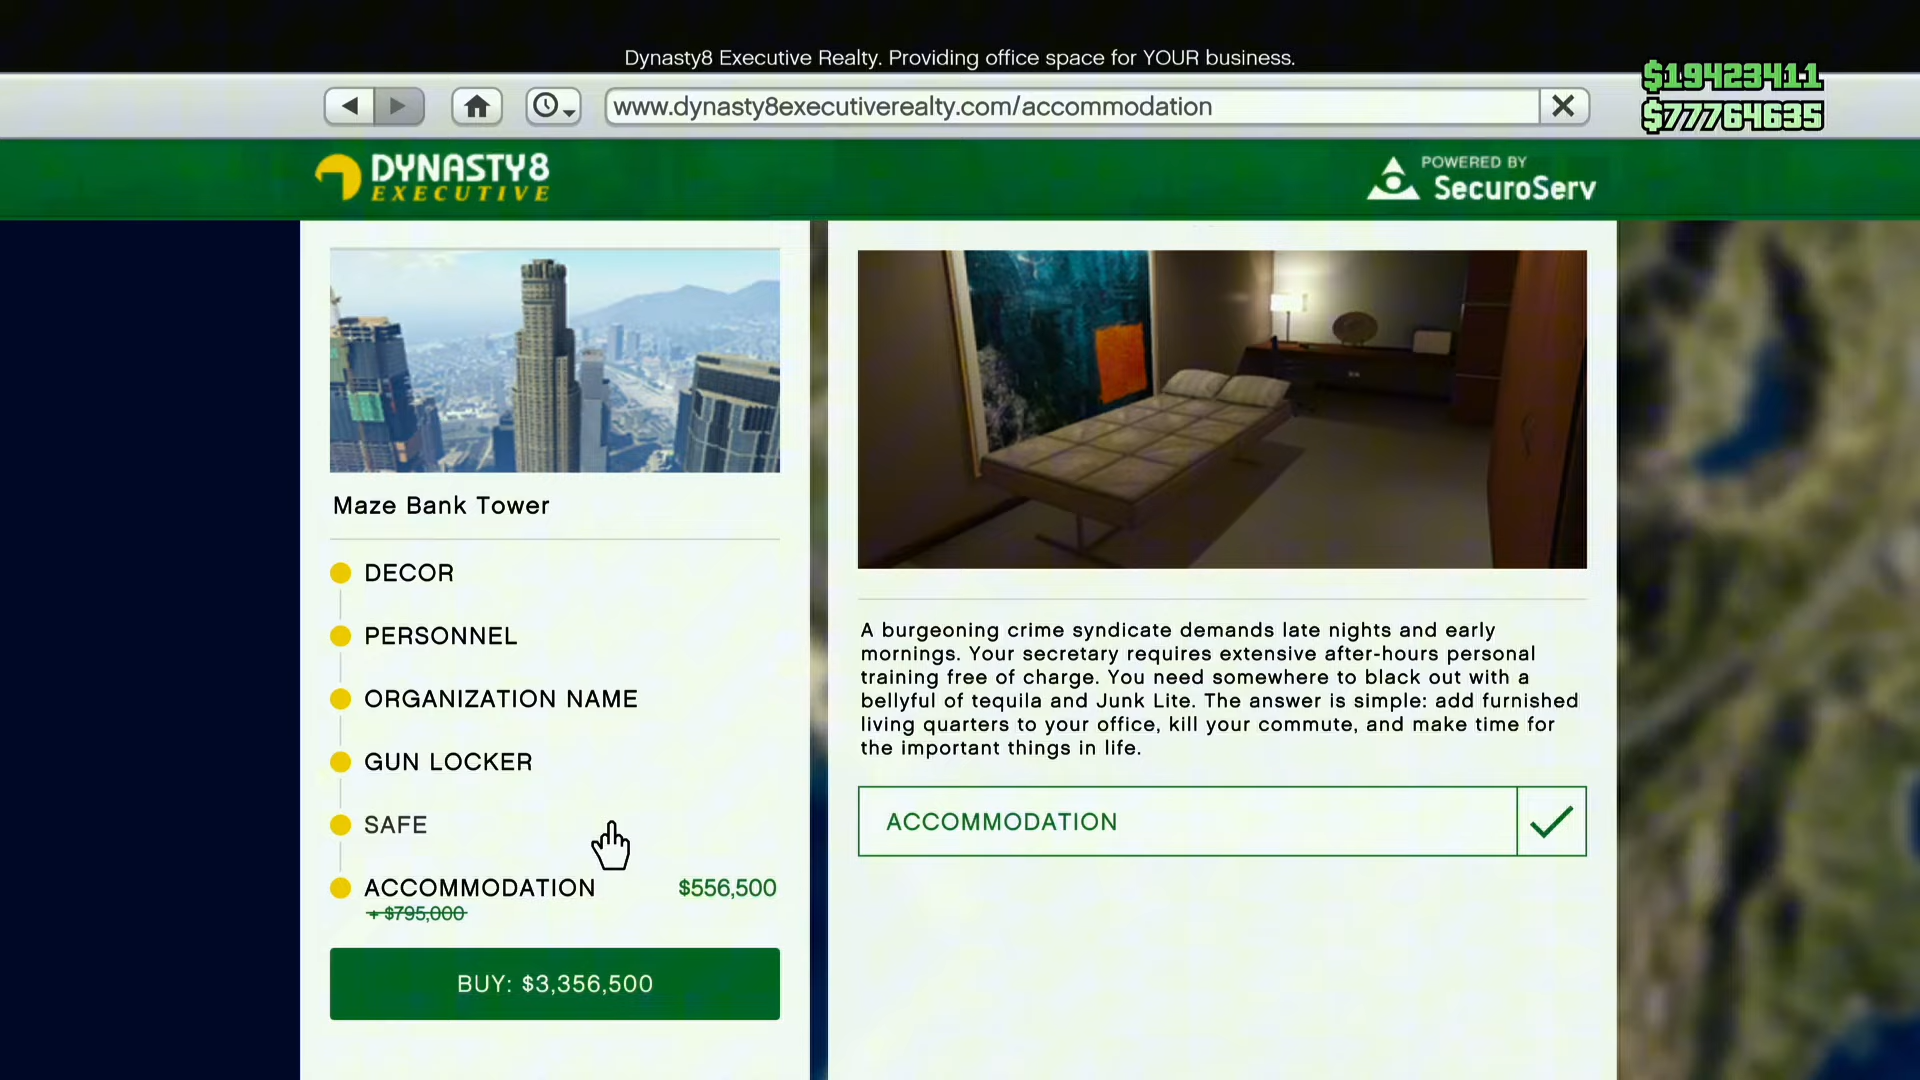 Dynasty8 Executive Realty. Providing office space for YOUR business.
www.dynasty8executiverealty.com/accommodation
$19423411
$77764635
DYNASTY8
EXECUTIVE
POWERED BY
SecuroServ
Maze Bank Tower
DECOR
PERSONNEL
ORGANIZATION NAME
GUN LOCKER
SAFE
ACCOMMODATION $556,500
+ $795,000
BUY: $3,356,500
A burgeoning crime syndicate demands late nights and early
mornings. Your secretary requires extensive after-hours personal
training free of charge. You need somewhere to black out with a
bellyful of tequila and Junk Lite. The answer is simple: add furnished
living quarters to your office, kill your commute, and make time for
the important things in life.
ACCOMMODATION